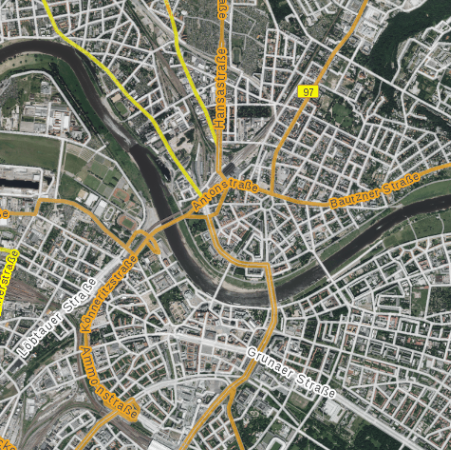 Hansastraße
97
Antonstraße
Bautzner Straße
Könneritzstraße
Löbtauer Straße
Ammonstraße
Grunaer Straße